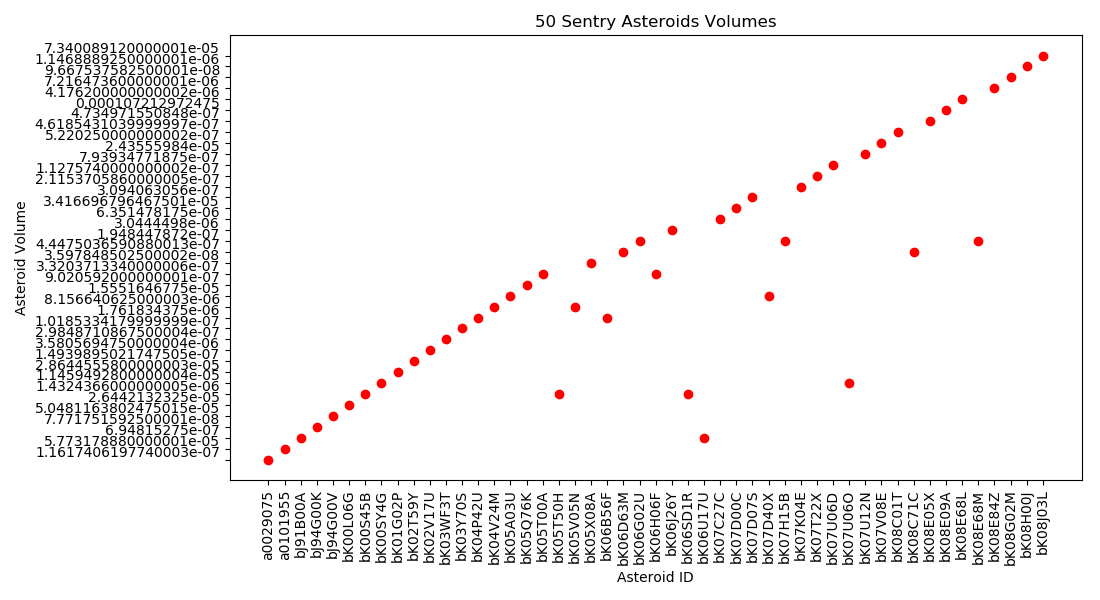 50 Sentry Asteroids Volumes
Asteroid Volume
7.340089120000001e-05
1.1468889250000001e-06
9.667537582500001e-08
7.216473600000001e-06
4.176200000000002e-06
0.000107212972475
4.734971550848e-07
4.6185431039999997e-07
5.220250000000002e-07
2.43555984e-05
7.93934771875e-07
1.1275740000000002e-07
2.1153705860000005e-07
3.094063056e-07
3.416696796467501e-05
6.351478175e-06
3.0444498e-06
1.948447872e-07
4.4475036590880013e-07
3.597848502500002e-08
3.3203713340000006e-07
9.020592000000001e-07
1.5551646775e-05
8.156640625000003e-06
1.761834375e-06
1.01853341799999​99e-07
2.9848710867500004e-07
3.5805694750000004e-06
1.4939895021747505e-07
2.8644555800000003e-05
1.1459492800000004e-05
1.4324366000000005e-06
2.6442132325e-05
5.0481163802475015e-05
7.771751592500001e-08
6.94815275e-07
5.773178880000001e-05
1.1617406197740003e-07
a0029075
a0101955
bJ91B00A
bJ94G00K
bJ94G00V
bK00L06G
bK00S45B
bK00SY4G
bK01G02P
bK02T59Y
bK02V17U
bK03WF3T
bK03Y70S
bK04P42U
bK04V24M
bK05A03U
bK05Q76K
bK05T00A
bK05T50H
bK05V05N
bK05X08A
bK06B56F
bK06D63M
bK06G02U
bK06H06F
bK06J26Y
bK06SD1R
bK06U17U
bK07C27C
bK07D00C
bK07D07S
bK07D40X
bK07H15B
bK07K04E
bK07T22X
bK07U06D
bK07U06O
bK07U12N
bK07V08E
bK08C01T
bK08C71C
bK08E05X
bK08E09A
bK08E68L
bK08E68M
bK08E84Z
bK08G02M
bK08H00J
bK08J03L
Asteroid ID